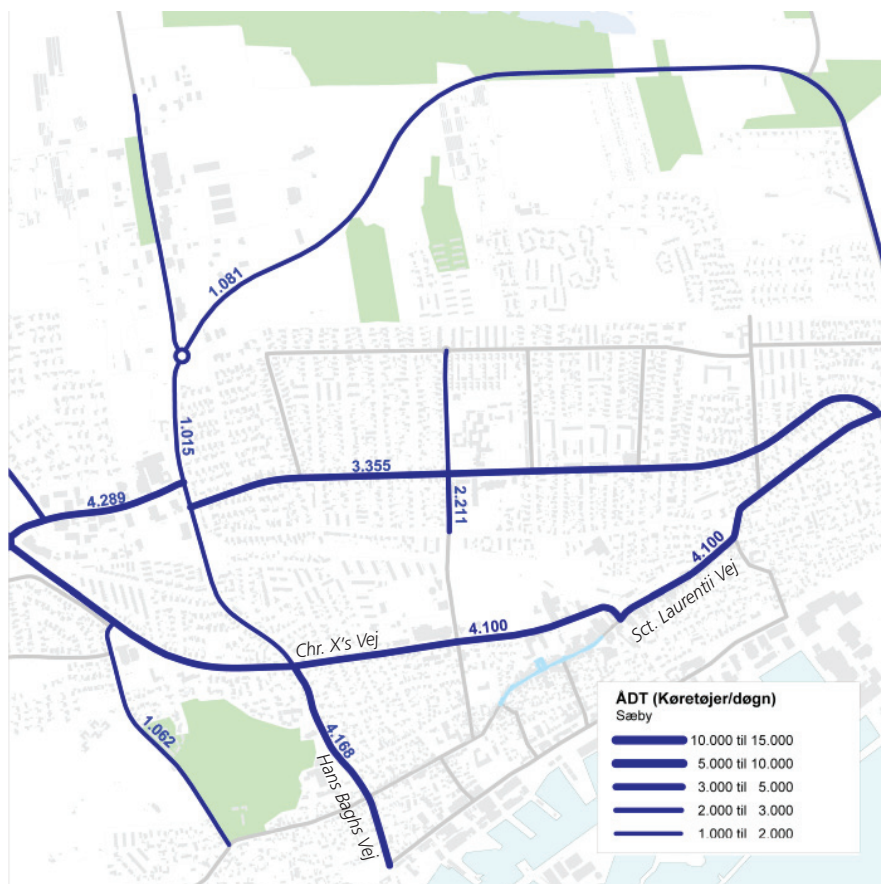 1.081
1.015
3.355
4.289
2.211
4.100
Sct. Laurentii Vej
4.100
Chr. X's Vej
1.062
4.168
Hans Baghs Vej
ÅDT (Køretøjer/døgn)
Sæby
10.000 til 15.000
5.000 til 10.000
3.000 til 5.000
2.000 til 3.000
1.000 til 2.000